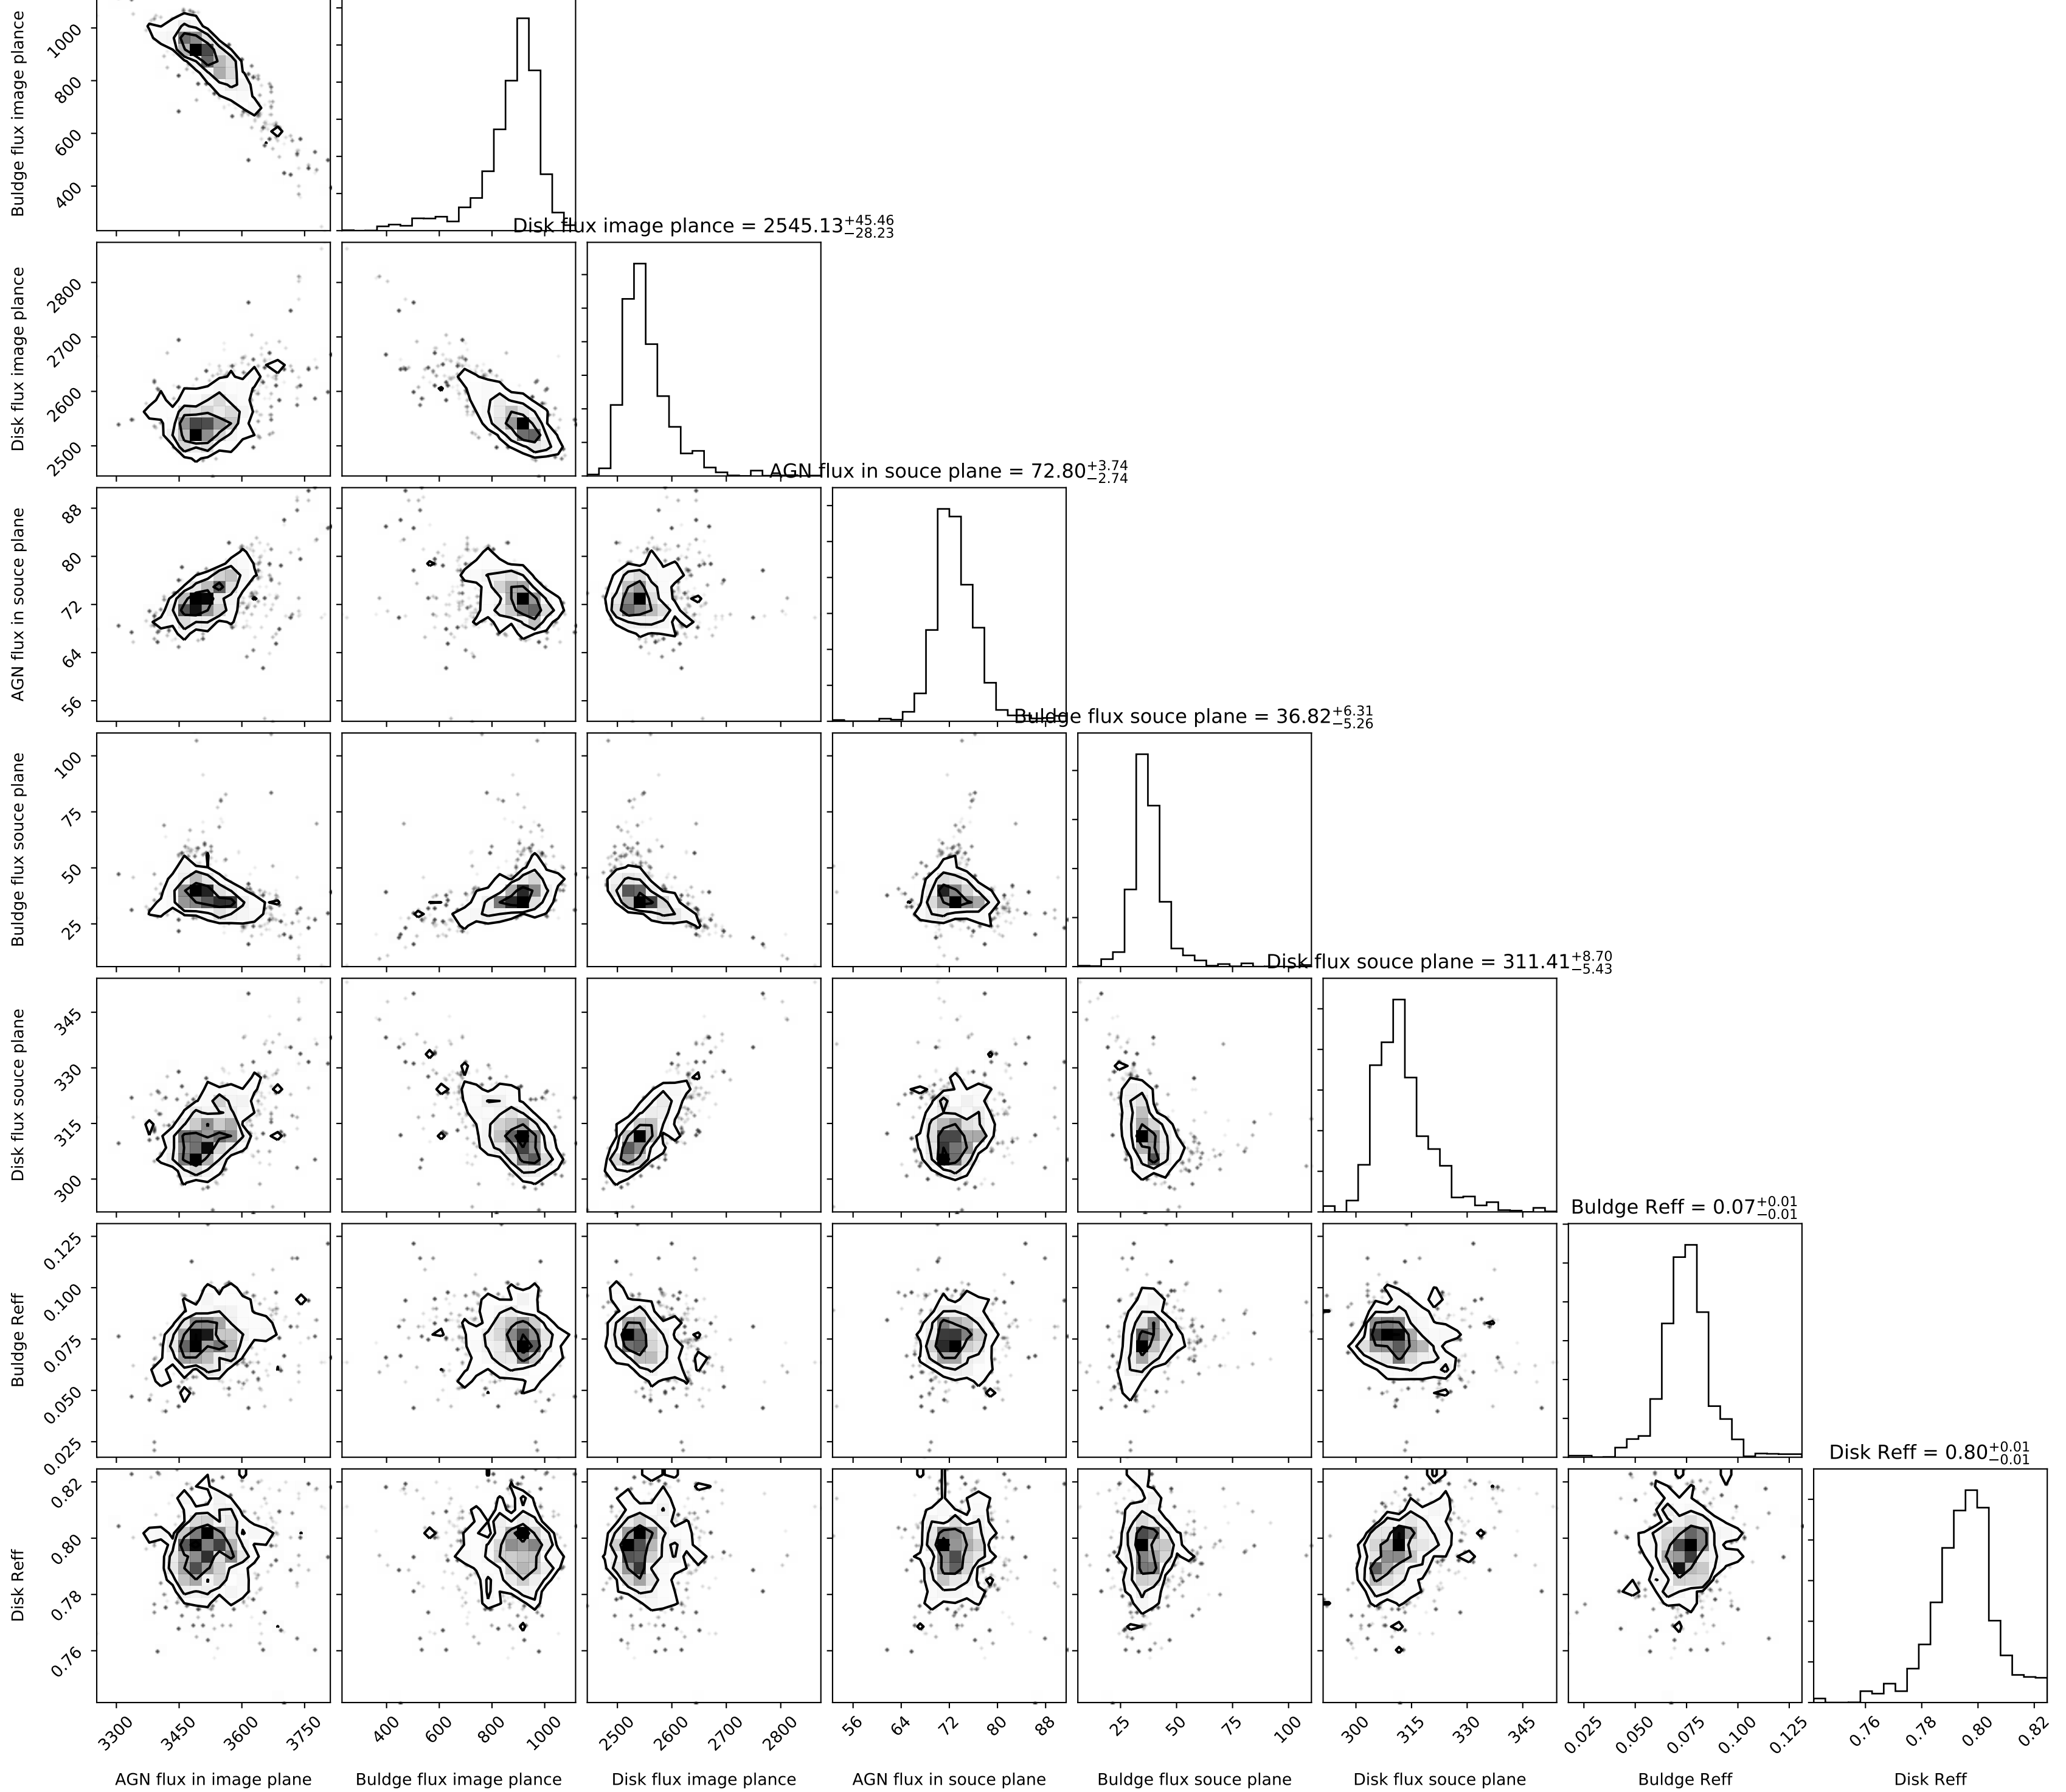 Buldge flux image plance
1000
800
600
400
Disk flux image plance = 2545.13+45.46−28.23
Disk flux image plance
2800
2700
2600
2500
AGN flux in souce plane = 72.80+3.74−2.74
AGN flux in souce plane
88
80
72
64
56
Buldge flux souce plane = 36.82+6.31−5.26
Buldge flux souce plane
100
75
50
25
Disk flux souce plane = 311.41+8.70−5.43
Disk flux souce plane
345
330
315
300
Buldge Reff = 0.07+0.01−0.01
Buldge Reff
0.125
0.100
0.075
0.050
0.025
Disk Reff = 0.80+0.01−0.01
Disk Reff
0.82
0.80
0.78
0.76
3300 3450 3600 3750 400 600 800 1000 2500 2600 2700 2800 56 64 72 80 88 25 50 75 100 300 315 330 345 0.025 0.050 0.075 0.100 0.125 0.76 0.78 0.80 0.82
AGN flux in image plane Buldge flux image plance Disk flux image plance AGN flux in souce plane Buldge flux souce plane Disk flux souce plane Buldge Reff Disk Reff